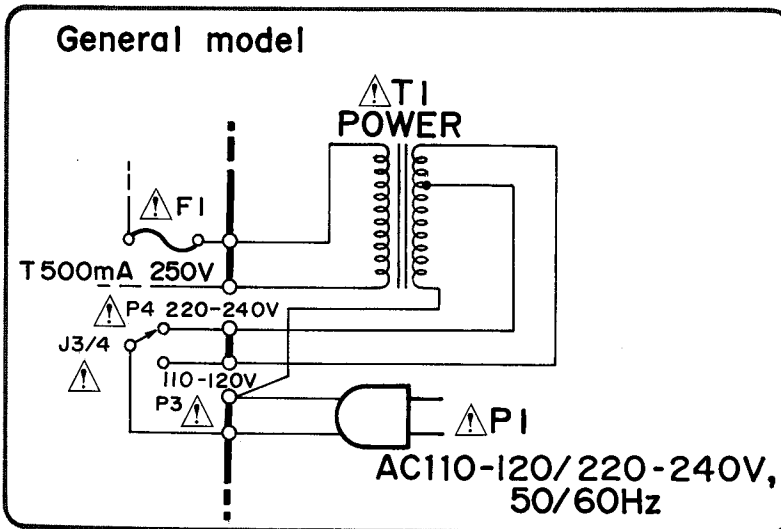 General model
T1
POWER
F1
T500mA 250V
P4 220-240V
J3/4
110-120V
P3
P1
AC110-120/220-240V,
50/60Hz